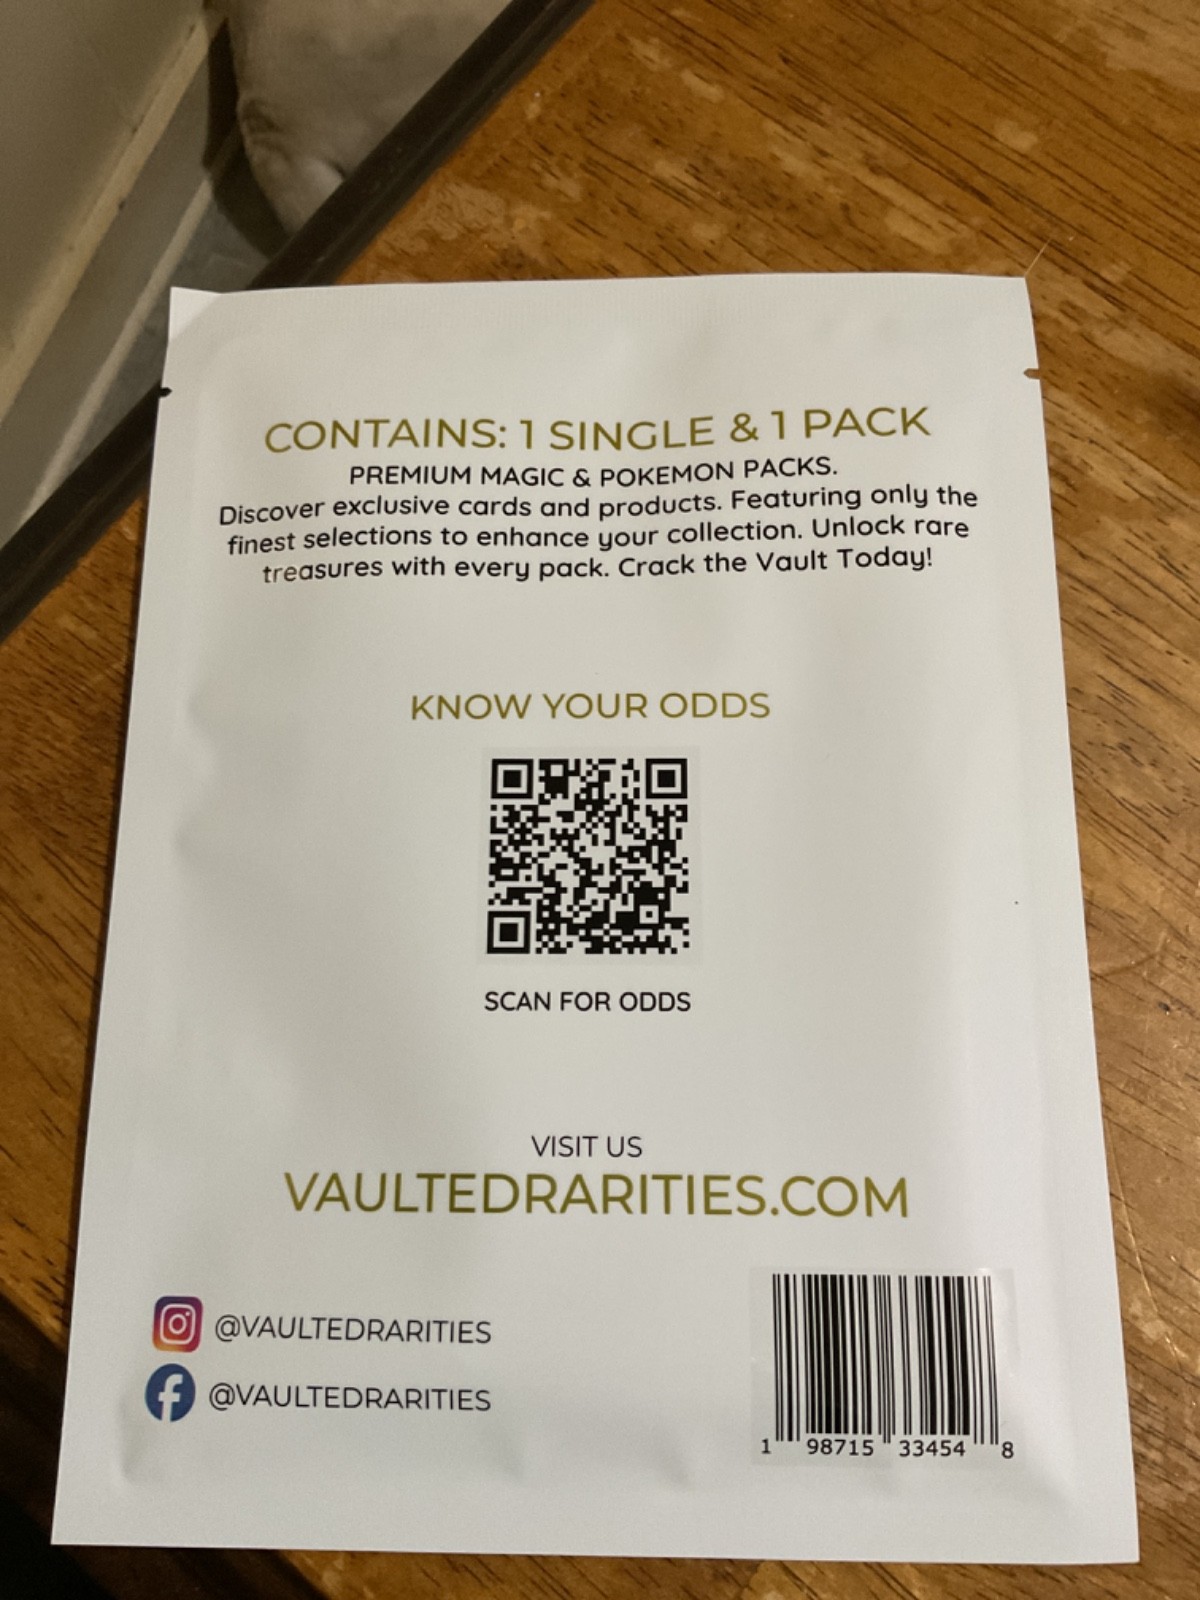 CONTAINS: 1 SINGLE & 1 PACK
PREMIUM MAGIC & POKEMON PACKS.
Discover exclusive cards and products. Featuring only the
finest selections to enhance your collection. Unlock rare
treasures with every pack. Crack the Vault Today!
KNOW YOUR ODDS
SCAN FOR ODDS
VISIT US
VAULTEDRARITIES.COM
@VAULTEDRARITIES
@VAULTEDRARITIES
1 98715 33454 8